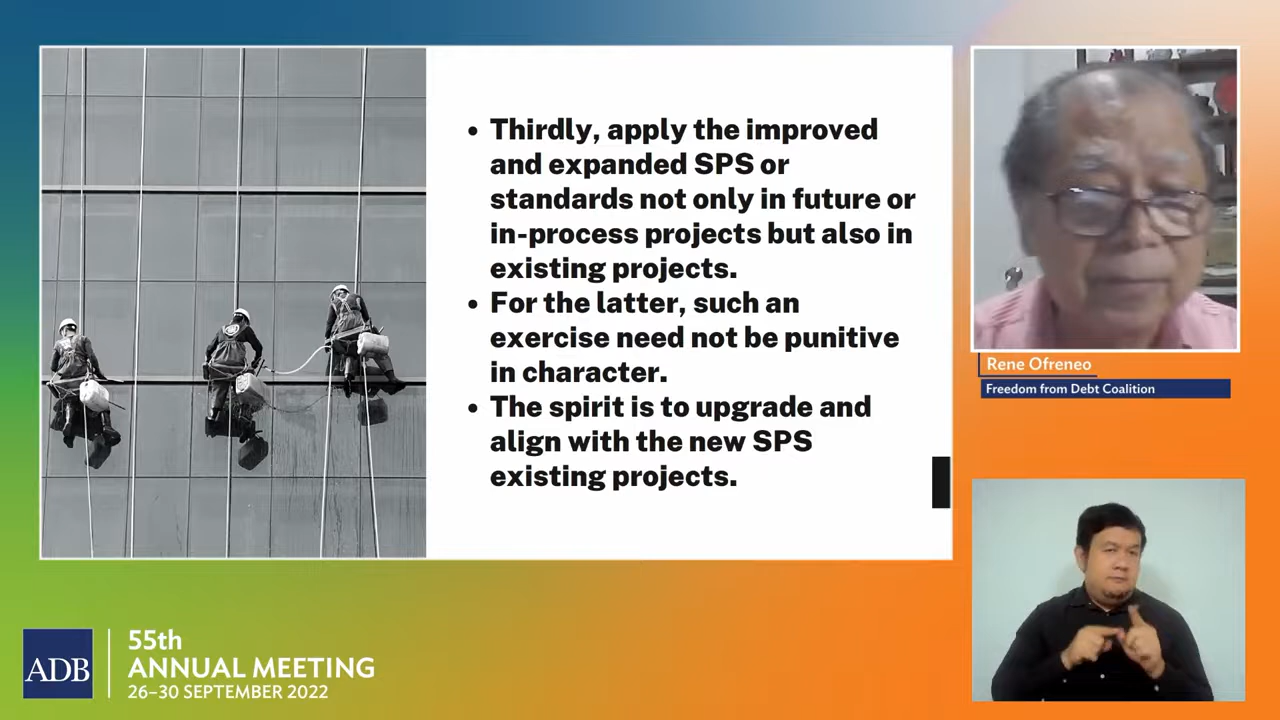 • Thirdly, apply the improved
and expanded SPS or
standards not only in future or
in-process projects but also in
existing projects.
• For the latter, such an
exercise need not be punitive
in character.
• The spirit is to upgrade and
align with the new SPS
existing projects.
Rene Ofreneo
Freedom from Debt Coalition
ADB
55th
ANNUAL MEETING
26–30 SEPTEMBER 2022